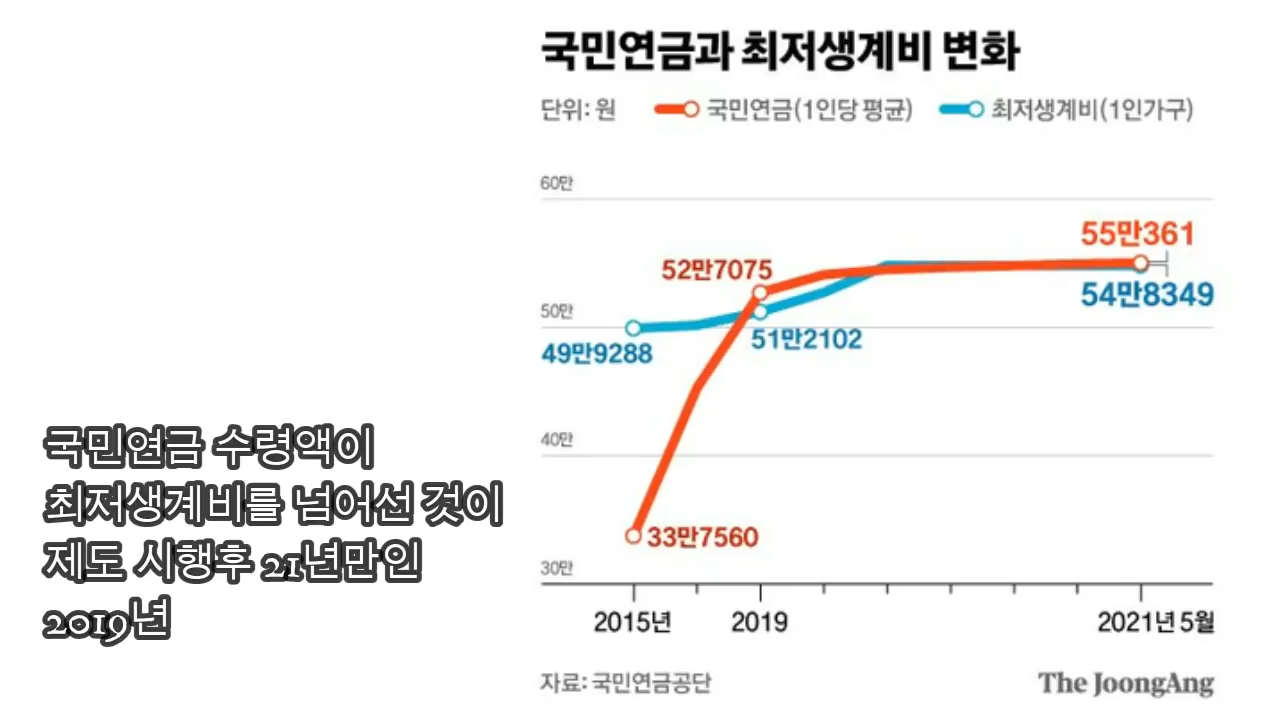 국민연금과 최저생계비 변화
단위: 원 국민연금(1인당 평균) 최저생계비(1인가구)
60만
55만361
52만7075
54만8349
50만
51만2102
49만9288
40만
33만7560
30만
2015년 2019 2021년 5월
자료: 국민연금공단 The JoongAng
국민연금 수령액이
최저생계비를 넘어선 것이
제도 시행후 21년만인
2019년